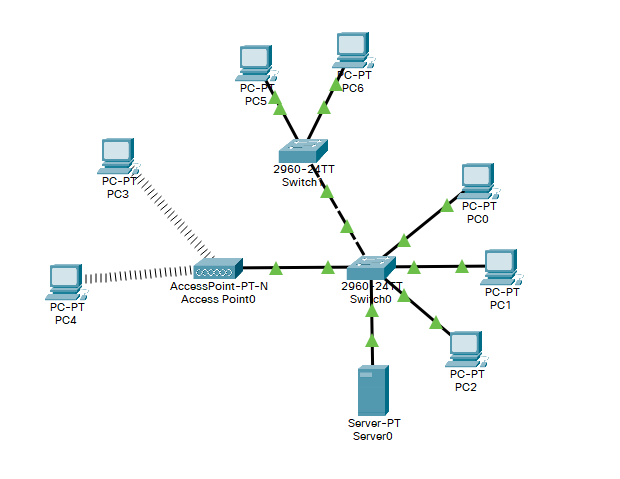 PC-PT
PC6
PC-PT
PC5
2960-24TT
Switch1
PC-PT
PC3
PC-PT
PC0
PC-PT
PC4
AccessPoint-PT-N
Access Point0
2960-24TT
Switch0
PC-PT
PC1
PC-PT
PC2
Server-PT
Server0